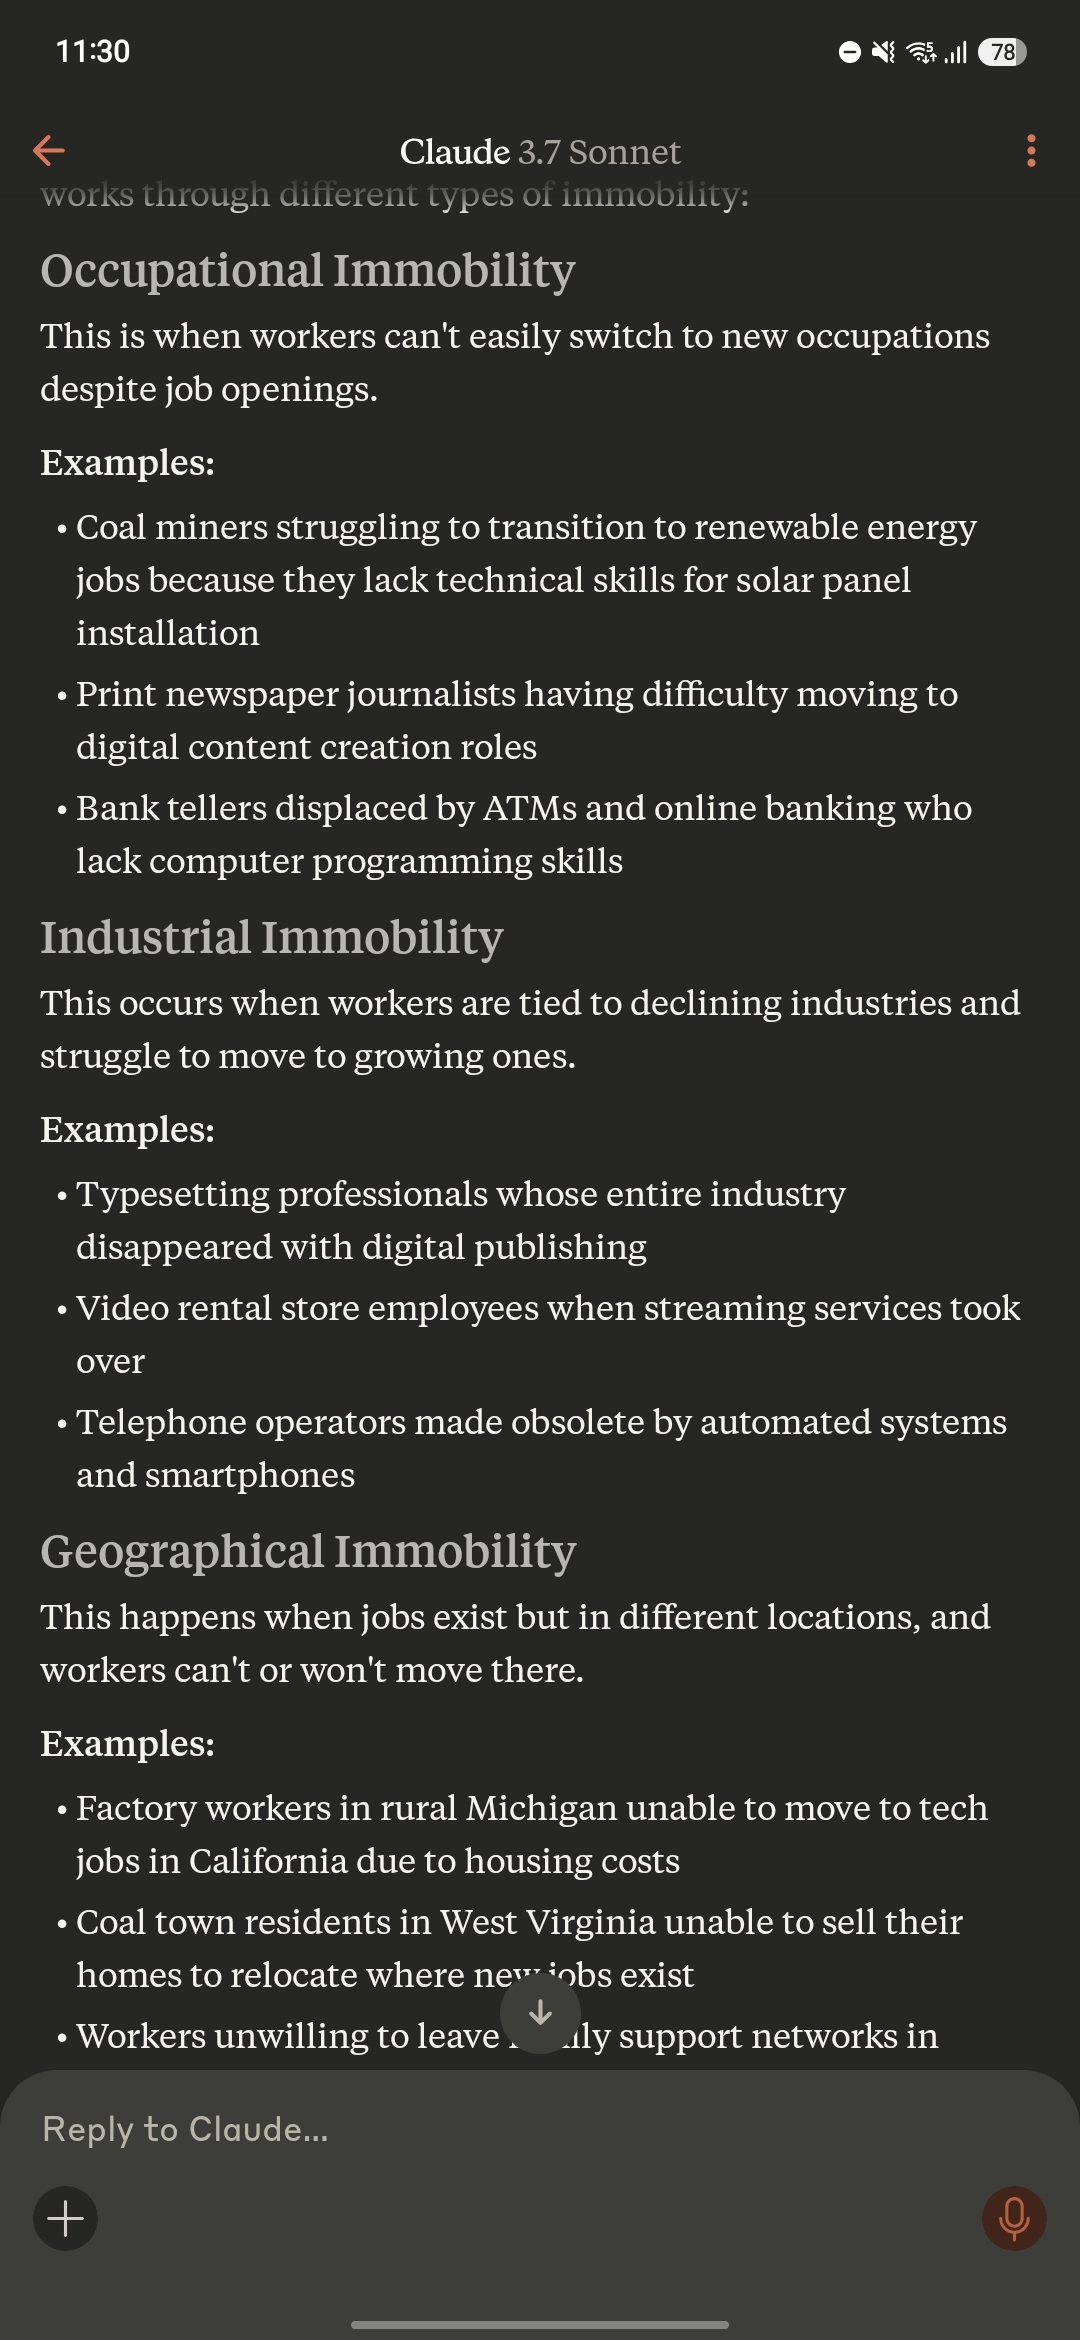 11:30
5
78
Claude 3.7 Sonnet
works through different types of immobility:
Occupational Immobility
This is when workers can't easily switch to new occupations
despite job openings.
Examples:
• Coal miners struggling to transition to renewable energy
jobs because they lack technical skills for solar panel
installation
• Print newspaper journalists having difficulty moving to
digital content creation roles
• Bank tellers displaced by ATMs and online banking who
lack computer programming skills
Industrial Immobility
This occurs when workers are tied to declining industries and
struggle to move to growing ones.
Examples:
• Typesetting professionals whose entire industry
disappeared with digital publishing
• Video rental store employees when streaming services took
over
• Telephone operators made obsolete by automated systems
and smartphones
Geographical Immobility
This happens when jobs exist but in different locations, and
workers can't or won't move there.
Examples:
• Factory workers in rural Michigan unable to move to tech
jobs in California due to housing costs
• Coal town residents in West Virginia unable to sell their
homes to relocate where new jobs exist
• Workers unwilling to leave support networks in
Reply to Claude...